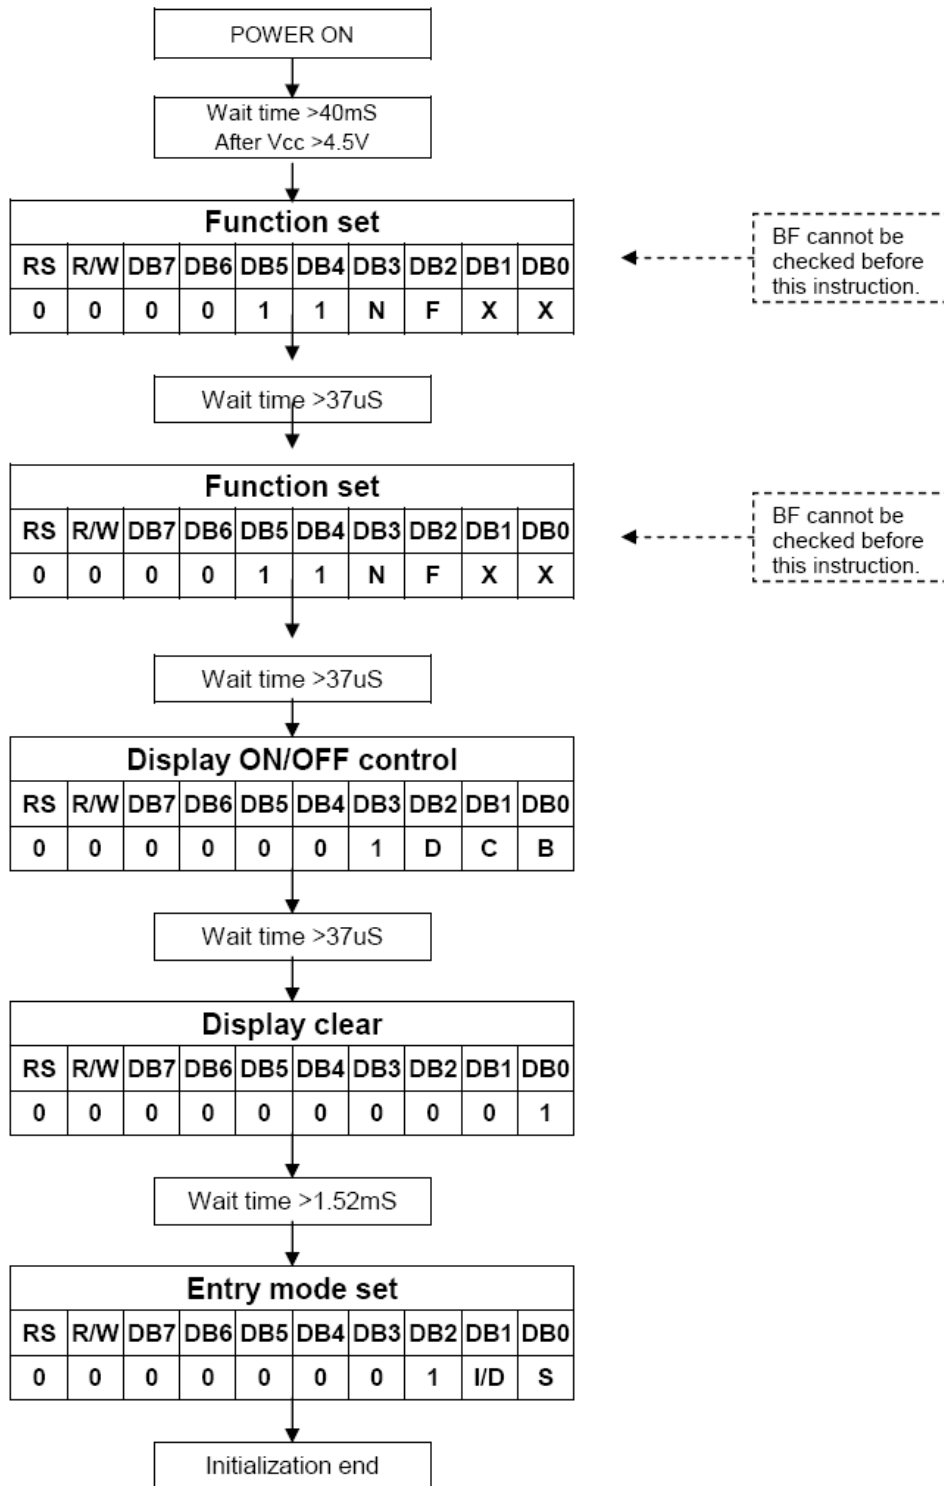 POWER ON
Wait time >40mS
After Vcc >4.5V
Function set
RS R/W DB7 DB6 DB5 DB4 DB3 DB2 DB1 DB0
0 0 0 0 1 1 N F X X
BF cannot be
checked before
this instruction.
Wait time >37uS
Function set
RS R/W DB7 DB6 DB5 DB4 DB3 DB2 DB1 DB0
0 0 0 0 1 1 N F X X
BF cannot be
checked before
this instruction.
Wait time >37uS
Display ON/OFF control
RS R/W DB7 DB6 DB5 DB4 DB3 DB2 DB1 DB0
0 0 0 0 0 0 1 D C B
Wait time >37uS
Display clear
RS R/W DB7 DB6 DB5 DB4 DB3 DB2 DB1 DB0
0 0 0 0 0 0 0 0 0 1
Wait time >1.52mS
Entry mode set
RS R/W DB7 DB6 DB5 DB4 DB3 DB2 DB1 DB0
0 0 0 0 0 0 0 1 I/D S
Initialization end